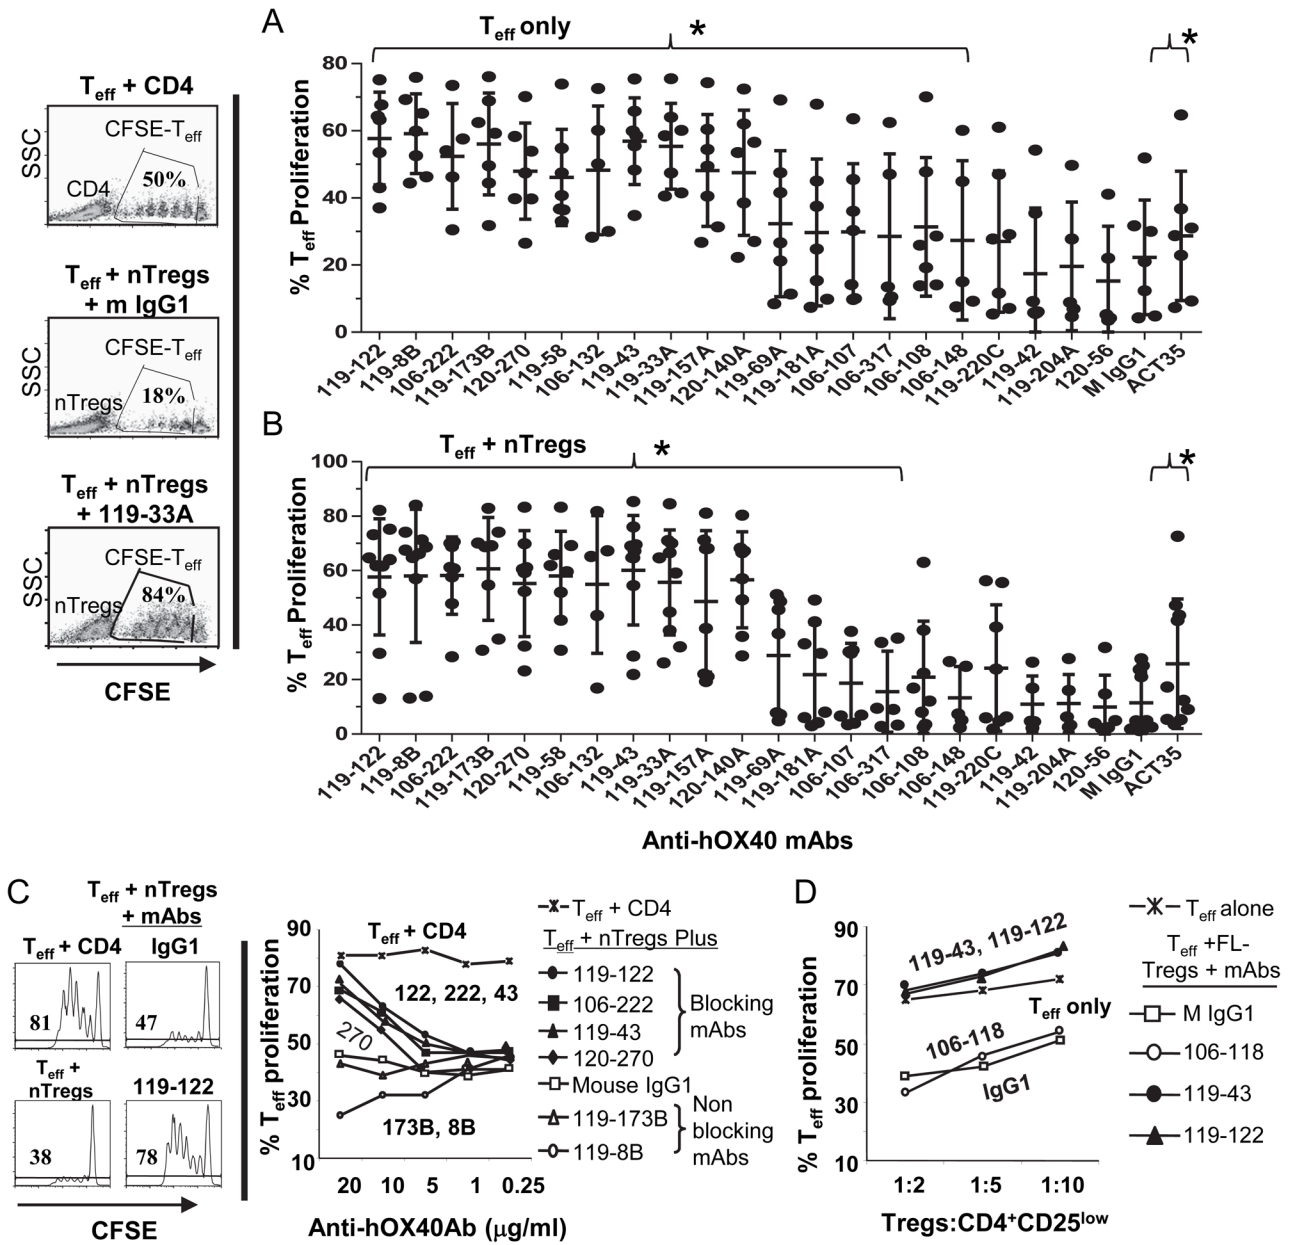 A
Teff only
*
*
Teff + CD4
SSC
CFSE-Teff
CD4
50%
Teff + nTregs
+ m IgG1
SSC
CFSE-Teff
nTregs
18%
Teff + nTregs
+ 119-33A
SSC
CFSE-Teff
nTregs
84%
CFSE
% Teff Proliferation
80
60
40
20
0
119-122
119-8B
106-222
119-173B
120-270
119-58
106-132
119-43
119-33A
119-157A
120-140A
119-69A
119-181A
106-107
106-317
106-108
106-148
119-220C
119-42
119-204A
120-56
M IgG1
ACT35
B
Teff + nTregs
*
*
% Teff Proliferation
100
80
60
40
20
0
119-122
119-8B
106-222
119-173B
120-270
119-58
106-132
119-43
119-33A
119-157A
120-140A
119-69A
119-181A
106-107
106-317
106-108
106-148
119-220C
119-42
119-204A
120-56
M IgG1
ACT35
Anti-hOX40 mAbs
C
Teff + nTregs
+ mAbs
Teff + CD4
IgG1
81
47
Teff +
nTregs
119-122
38
78
CFSE
% Teff proliferation
90
70
50
30
10
Teff + CD4
122, 222, 43
270
173B, 8B
20 10 5 1 0.25
Anti-hOX40Ab (µg/ml)
Teff + CD4
Teff + nTregs Plus
119-122
106-222
119-43
120-270
Blocking
mAbs
Mouse IgG1
119-173B
119-8B
Non
blocking
mAbs
D
% Teff proliferation
90
70
50
30
10
119-43, 119-122
Teff only
106-118
IgG1
1:2 1:5 1:10
Tregs:CD4+CD25low
Teff alone
Teff +FL-
Tregs + mAbs
M IgG1
106-118
119-43
119-122